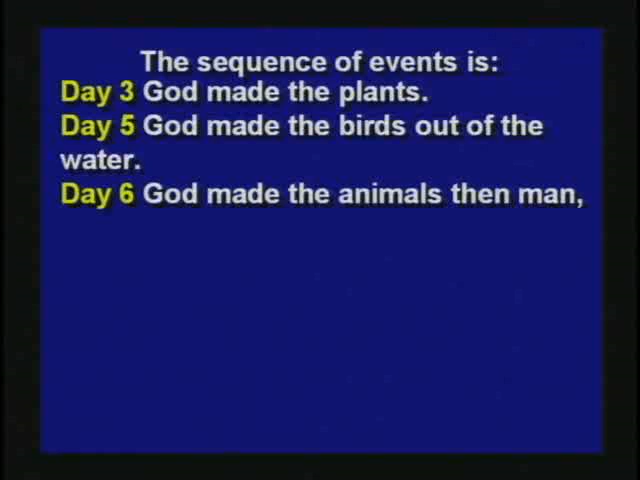 The sequence of events is:
Day 3 God made the plants.
Day 5 God made the birds out of the
water.
Day 6 God made the animals then man,